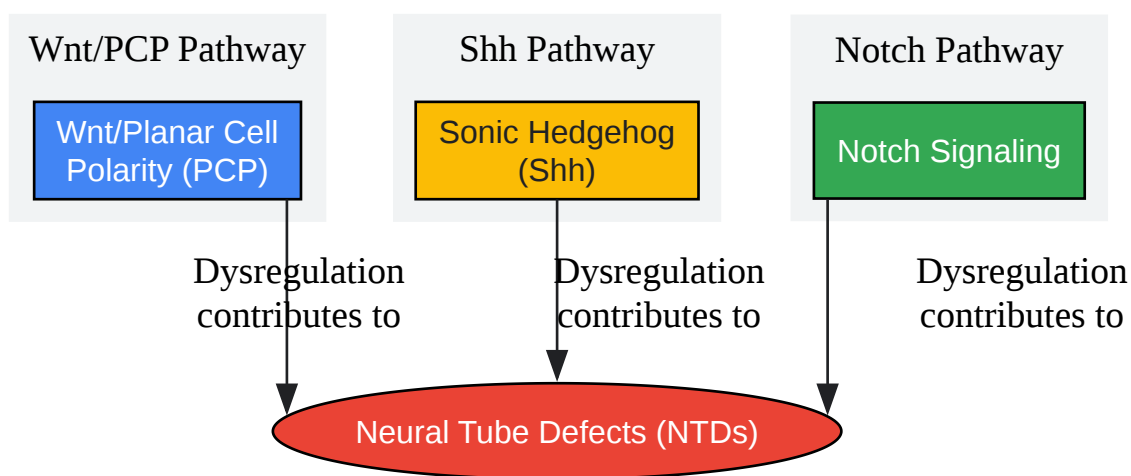 Wnt/PCP Pathway
Shh Pathway
Notch Pathway
Wnt/Planar Cell
Polarity (PCP)
Sonic Hedgehog
(Shh)
Notch Signaling
Dysregulation
contributes to
Dysregulation
contributes to
Dysregulation
contributes to
Neural Tube Defects (NTDs)